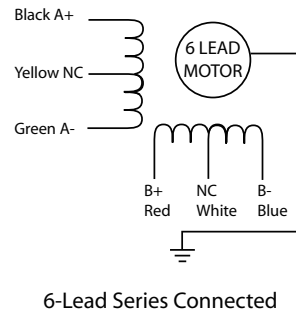 Black A+
6 LEAD
MOTOR
Yellow NC
Green A-
B+ NC B-
Red White Blue
6-Lead Series Connected